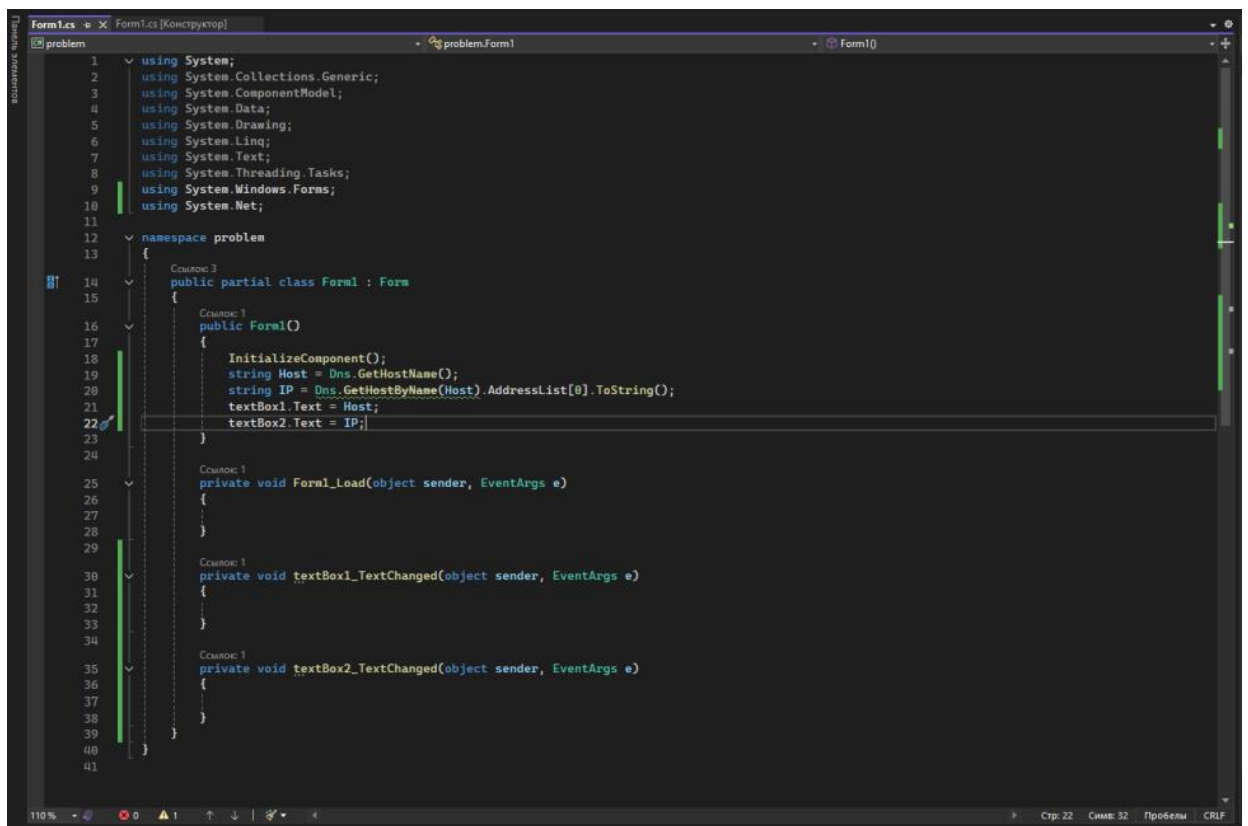 Панель элементов
Form1.cs Form1.cs [Конструктор]
problem problem.Form1 Form1()
1 using System;
2 using System.Collections.Generic;
3 using System.ComponentModel;
4 using System.Data;
5 using System.Drawing;
6 using System.Linq;
7 using System.Text;
8 using System.Threading.Tasks;
9 using System.Windows.Forms;
10 using System.Net;
11
12 namespace problem
13 {
Ссылок: 3
14 public partial class Form1 : Form
15 {
Ссылок: 1
16 public Form1()
17 {
18 InitializeComponent();
19 string Host = Dns.GetHostName();
20 string IP = Dns.GetHostByName(Host).AddressList[0].ToString();
21 textBox1.Text = Host;
22 textBox2.Text = IP;
23 }
24
Ссылок: 1
25 private void Form1_Load(object sender, EventArgs e)
26 {
27
28 }
29
Ссылок: 1
30 private void textBox1_TextChanged(object sender, EventArgs e)
31 {
32
33 }
34
Ссылок: 1
35 private void textBox2_TextChanged(object sender, EventArgs e)
36 {
37
38 }
39 }
40 }
41
110 % 0 1 Стр: 22 Симв: 32 Пробелы CRLF